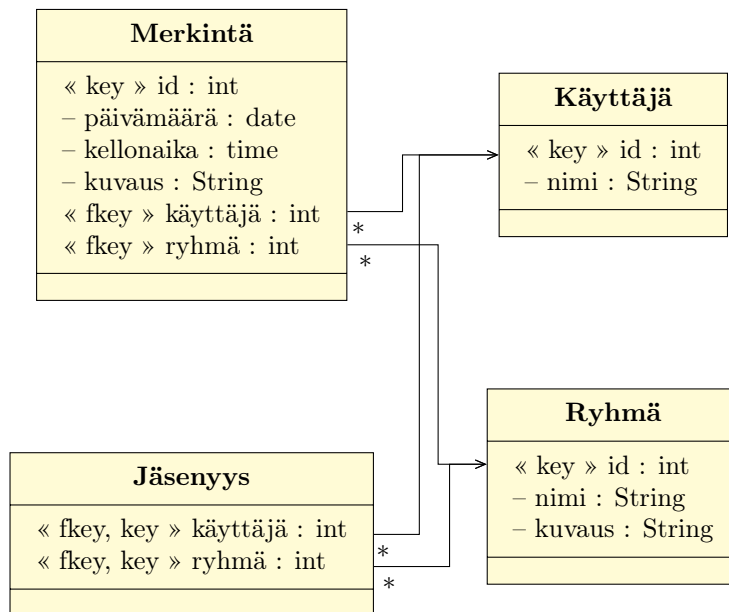 Merkintä
« key » id : int
– päivämäärä : date
– kellonaika : time
– kuvaus : String
« fkey » käyttäjä : int
« fkey » ryhmä : int
*
*
Käyttäjä
« key » id : int
– nimi : String
Jäsenyys
« fkey, key » käyttäjä : int
« fkey, key » ryhmä : int
*
*
Ryhmä
« key » id : int
– nimi : String
– kuvaus : String